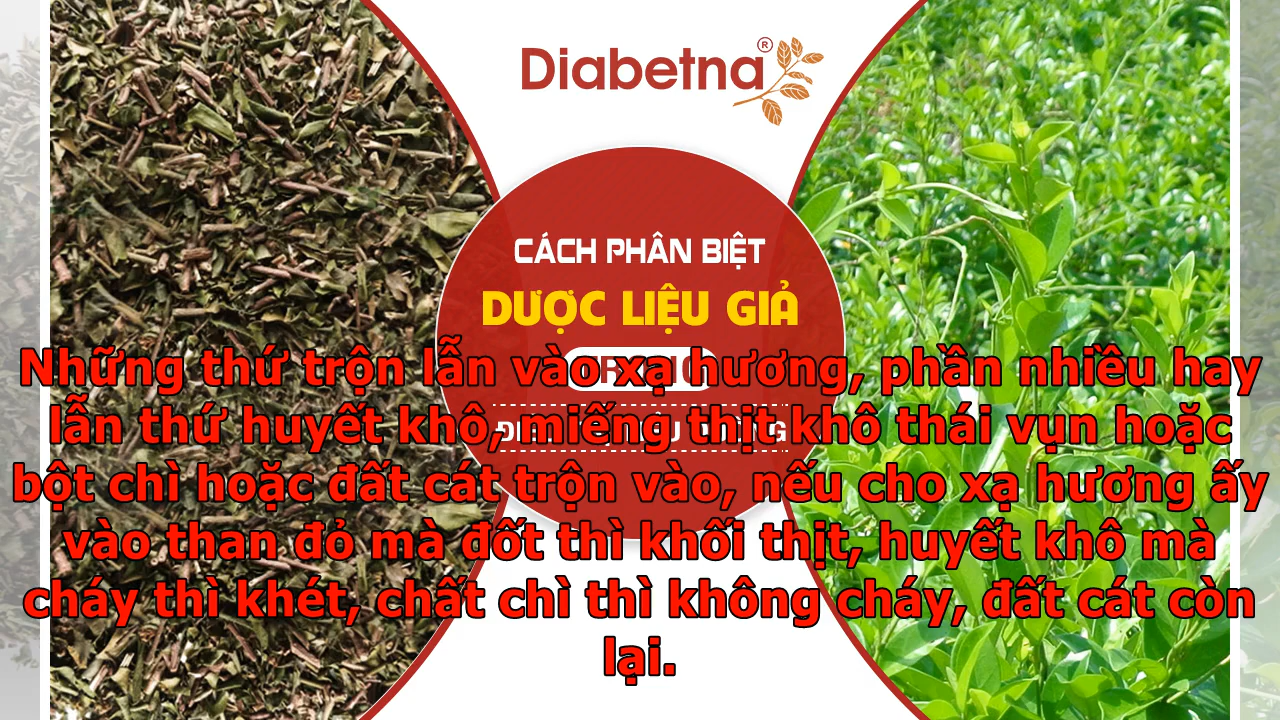 Diabetna®
CÁCH PHÂN BIỆT
DƯỢC LIỆU GIẢ
Những thứ trộn lẫn vào xạ hương, phần nhiều hay
lẫn thứ huyết khô, miếng thịt khô thái vụn hoặc
bột chì hoặc đất cát trộn vào, nếu cho xạ hương ấy
vào than đỏ mà đốt thì khối thịt, huyết khô mà
cháy thì khét, chất chì thì không cháy, đất cát còn
lại.